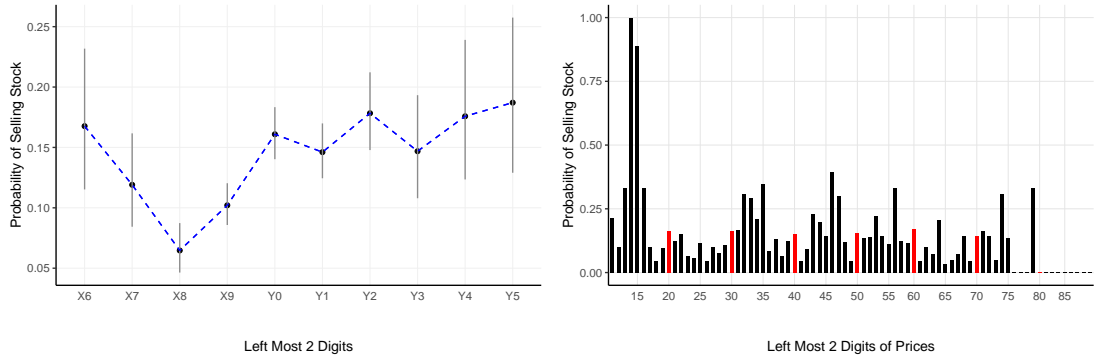 Probability of Selling Stock
0.25
0.20
0.15
0.10
0.05
X6 X7 X8 X9 Y0 Y1 Y2 Y3 Y4 Y5
Left Most 2 Digits
Probability of Selling Stock
1.00
0.75
0.50
0.25
0.00
15 20 25 30 35 40 45 50 55 60 65 70 75 80 85
Left Most 2 Digits of Prices